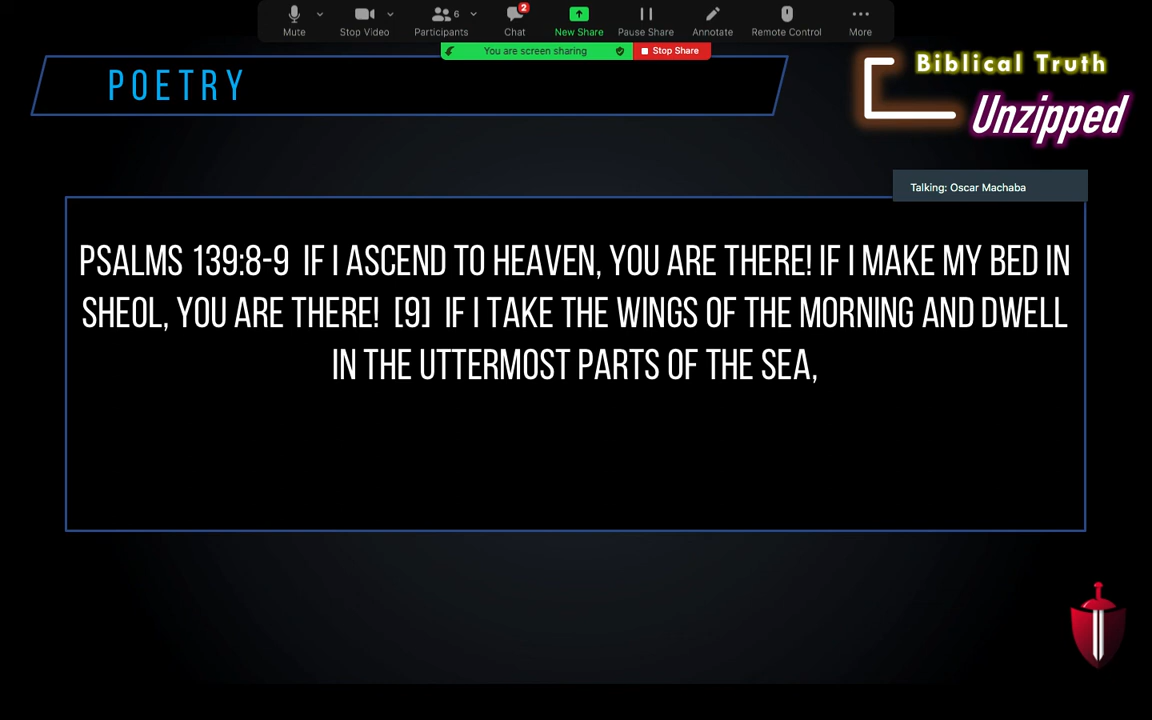 6
2
Mute
Stop Video
Participants
Chat
New Share
Pause Share
Annotate
Remote Control
More
You are screen sharing
Stop Share
POETRY
Biblical Truth
Unzipped
Talking: Oscar Machaba
PSALMS 139:8-9 IF I ASCEND TO HEAVEN, YOU ARE THERE! IF I MAKE MY BED IN
SHEOL, YOU ARE THERE! [9] IF I TAKE THE WINGS OF THE MORNING AND DWELL
IN THE UTTERMOST PARTS OF THE SEA,